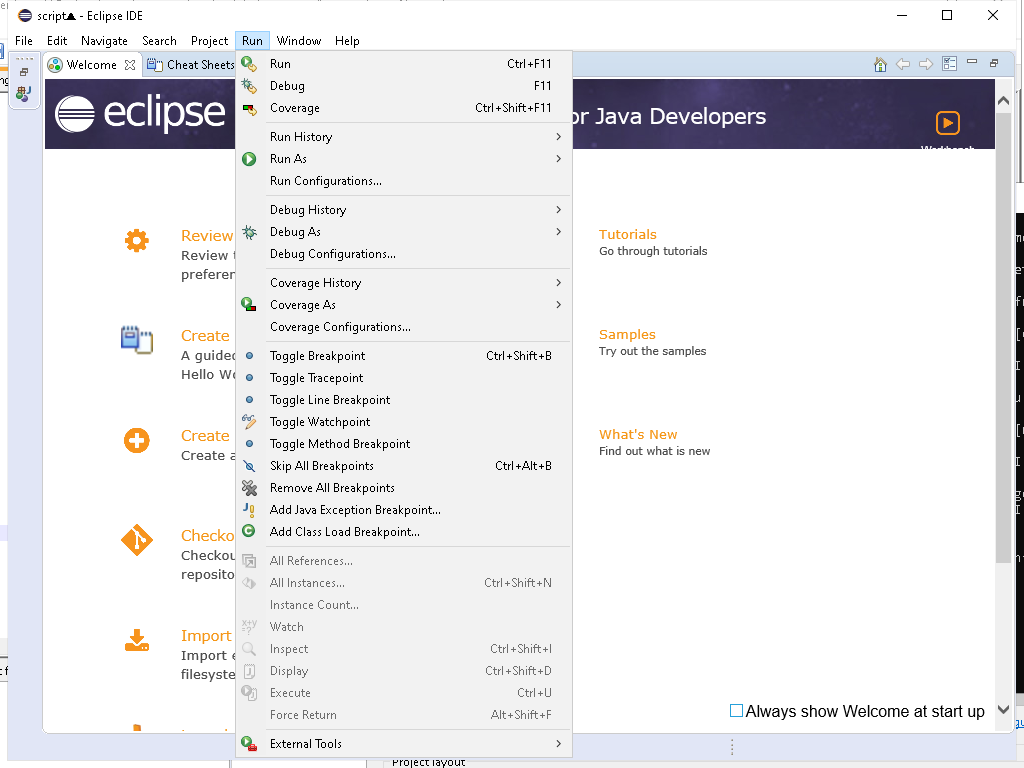 script▲ - Eclipse IDE
File Edit Navigate Search Project Run Window Help
Welcome Cheat Sheets
eclipse or Java Developers
Run Ctrl+F11
Debug F11
Coverage Ctrl+Shift+F11
Run History
Run As
Run Configurations...
Debug History
Debug As
Debug Configurations...
Coverage History
Coverage As
Coverage Configurations...
Toggle Breakpoint Ctrl+Shift+B
Toggle Tracepoint
Toggle Line Breakpoint
Toggle Watchpoint
Toggle Method Breakpoint
Skip All Breakpoints Ctrl+Alt+B
Remove All Breakpoints
Add Java Exception Breakpoint...
Add Class Load Breakpoint...
All References...
All Instances... Ctrl+Shift+N
Instance Count...
Watch
Inspect Ctrl+Shift+I
Display Ctrl+Shift+D
Execute Ctrl+U
Force Return Alt+Shift+F
External Tools
Review
Review
prefer
Create
A guided
Hello Wo
Create
Create a
Checko
Checkou
reposito
Import
Import e
filesyste
Tutorials
Go through tutorials
Samples
Try out the samples
What's New
Find out what is new
Always show Welcome at start up
Project layout